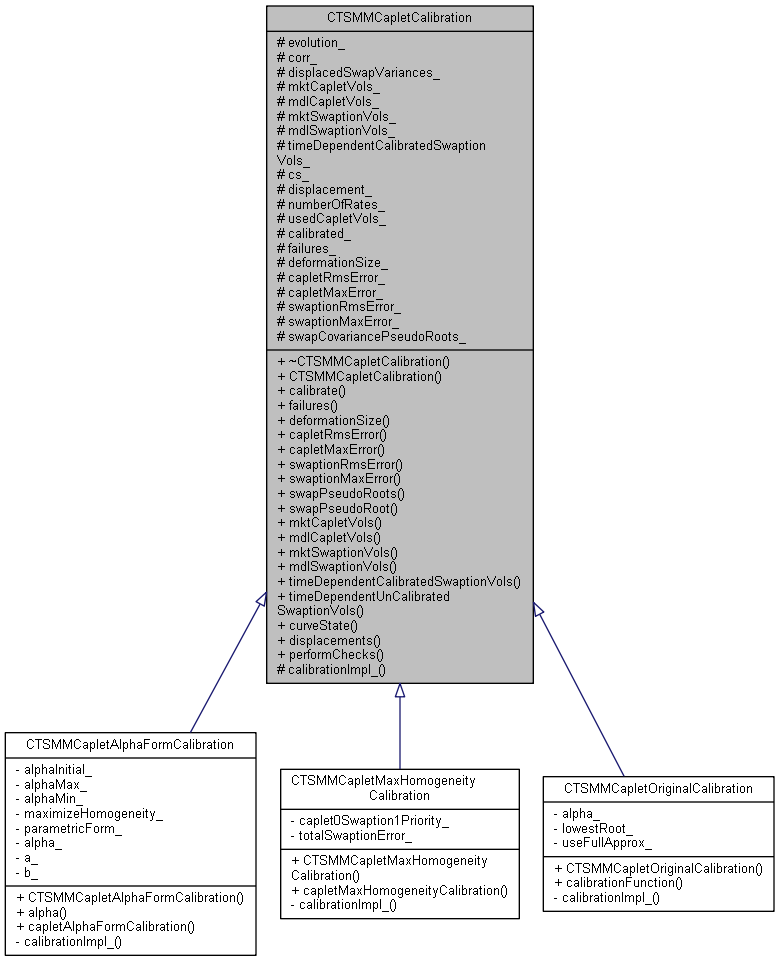 CTSMMCapletCalibration
# evolution_
# corr_
# displacedSwapVariances_
# mktCapletVols_
# mdlCapletVols_
# mktSwaptionVols_
# mdlSwaptionVols_
# timeDependentCalibratedSwaption
Vols_
# cs_
# displacement_
# numberOfRates_
# usedCapletVols_
# calibrated_
# failures_
# deformationSize_
# capletRmsError_
# capletMaxError_
# swaptionRmsError_
# swaptionMaxError_
# swapCovariancePseudoRoots_
+ ~CTSMMCapletCalibration()
+ CTSMMCapletCalibration()
+ calibrate()
+ failures()
+ deformationSize()
+ capletRmsError()
+ capletMaxError()
+ swaptionRmsError()
+ swaptionMaxError()
+ swapPseudoRoots()
+ swapPseudoRoot()
+ mktCapletVols()
+ mdlCapletVols()
+ mktSwaptionVols()
+ mdlSwaptionVols()
+ timeDependentCalibratedSwaptionVols()
+ timeDependentUnCalibrated
SwaptionVols()
+ curveState()
+ displacements()
+ performChecks()
# calibrationImpl_()
CTSMMCapletAlphaFormCalibration
- alphaInitial_
- alphaMax_
- alphaMin_
- maximizeHomogeneity_
- parametricForm_
- alpha_
- a_
- b_
+ CTSMMCapletAlphaFormCalibration()
+ alpha()
+ capletAlphaFormCalibration()
- calibrationImpl_()
CTSMMCapletMaxHomogeneity
Calibration
- caplet0Swaption1Priority_
- totalSwaptionError_
+ CTSMMCapletMaxHomogeneity
Calibration()
+ capletMaxHomogeneityCalibration()
- calibrationImpl_()
CTSMMCapletOriginalCalibration
- alpha_
- lowestRoot_
- useFullApprox_
+ CTSMMCapletOriginalCalibration()
+ calibrationFunction()
- calibrationImpl_()